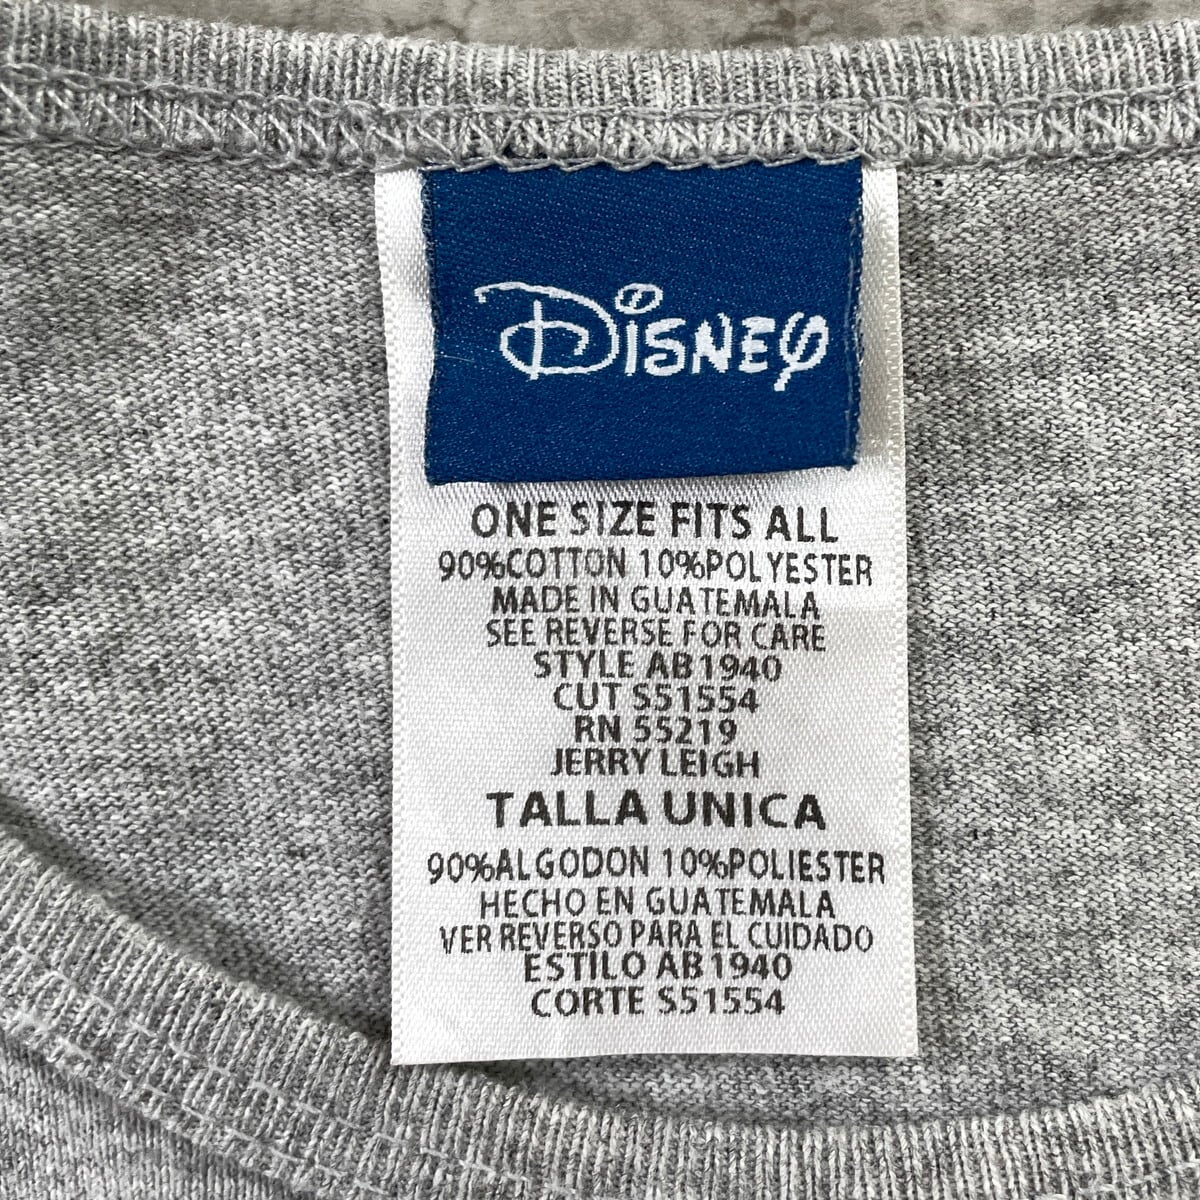 DISNEY
ONE SIZE FITS ALL
90%COTTON 10%POLYESTER
MADE IN GUATEMALA
SEE REVERSE FOR CARE
STYLE AB1940
CUT S51554
RN 55219
JERRY LEIGH
TALLA UNICA
90%ALGODON 10%POLIESTER
HECHO EN GUATEMALA
VER REVERSO PARA EL CUIDADO
ESTILO AB1940
CORTE S51554